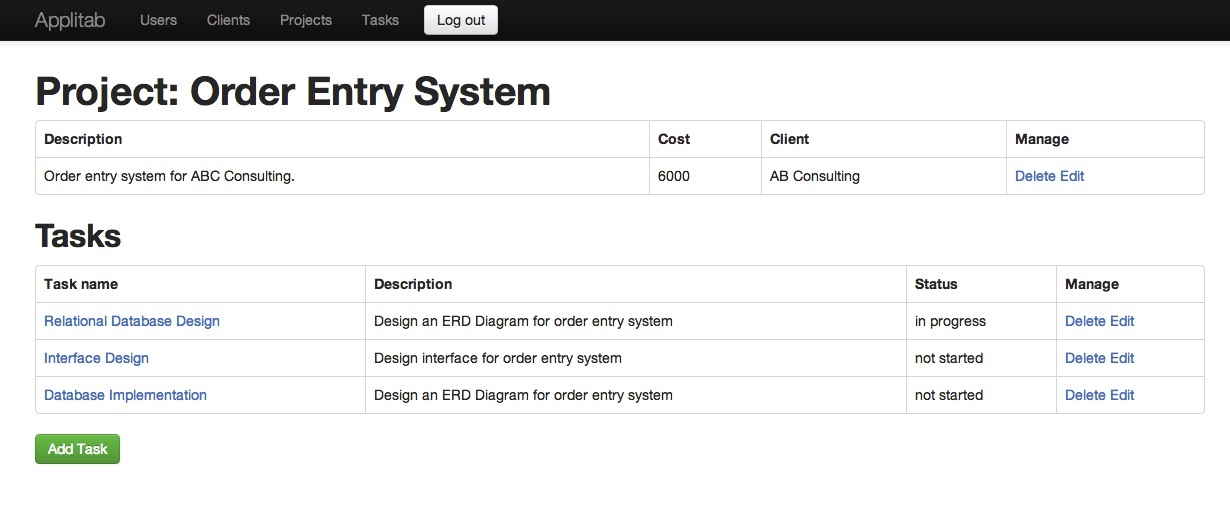 Applitab Users Clients Projects Tasks Log out
Project: Order Entry System
Description Cost Client Manage
Order entry system for ABC Consulting. 6000 AB Consulting Delete Edit
Tasks
Task name Description Status Manage
Relational Database Design Design an ERD Diagram for order entry system in progress Delete Edit
Interface Design Design interface for order entry system not started Delete Edit
Database Implementation Design an ERD Diagram for order entry system not started Delete Edit
Add Task